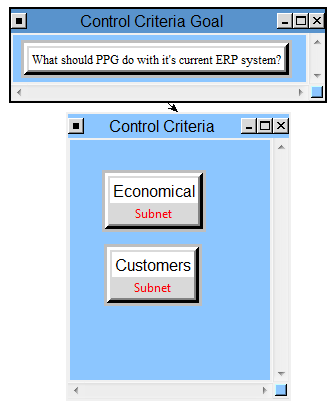 Control Criteria Goal
What should PPG do with it's current ERP system?
Control Criteria
Economical
Subnet
Customers
Subnet